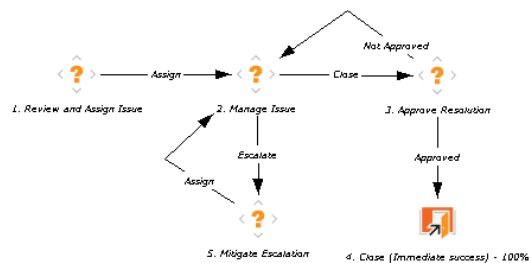 Not Approved
Assign
Close
1. Review and Assign Issue
2. Manage Issue
3. Approve Resolution
Escalate
Approved
Assign
5. Mitigate Escalation
4. Close (Immediate success) - 100%